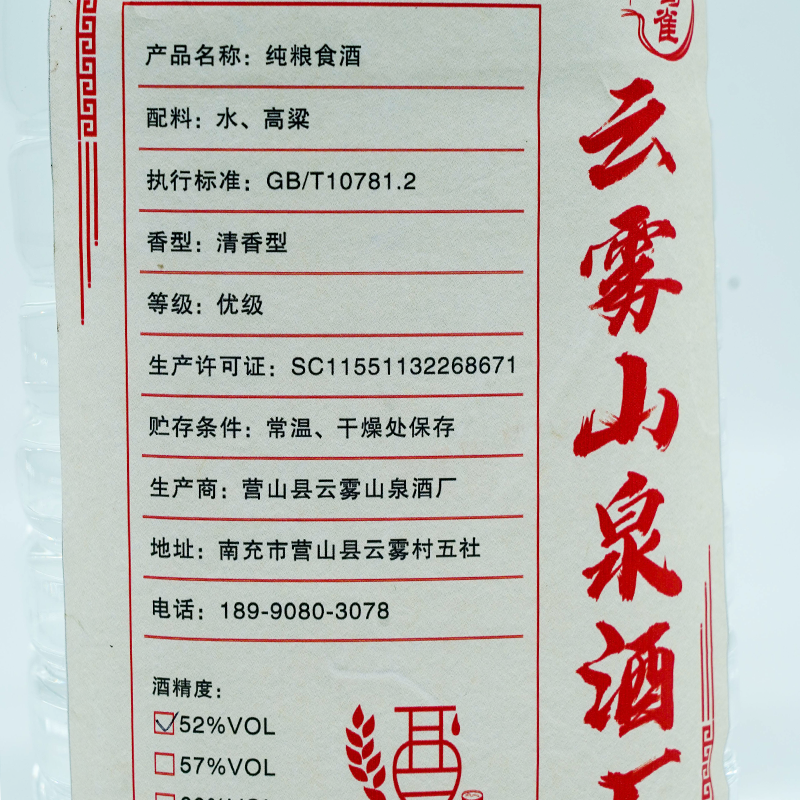 产品名称：纯粮食酒
配料：水、高粱
执行标准：GB/T10781.2
香型：清香型
等级：优级
生产许可证：SC11551132268671
贮存条件：常温、干燥处保存
生产商：营山县云雾山泉酒厂
地址：南充市营山县云雾村五社
电话：189-9080-3078
酒精度：
52%VOL
57%VOL
雀
云雾山泉酒厂